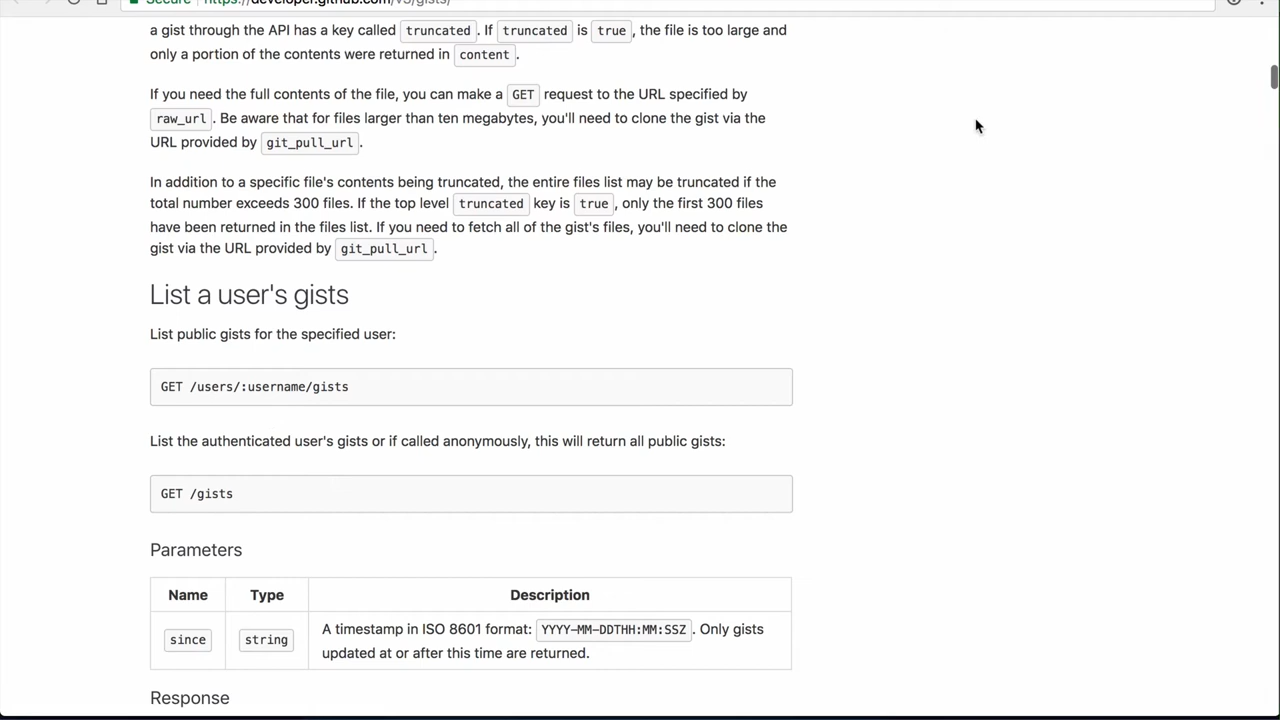 Secure https://developer.github.com/v3/gists/
a gist through the API has a key called truncated. If truncated is true, the file is too large and
only a portion of the contents were returned in content.
If you need the full contents of the file, you can make a GET request to the URL specified by
raw_url. Be aware that for files larger than ten megabytes, you'll need to clone the gist via the
URL provided by git_pull_url.
In addition to a specific file's contents being truncated, the entire files list may be truncated if the
total number exceeds 300 files. If the top level truncated key is true, only the first 300 files
have been returned in the files list. If you need to fetch all of the gist's files, you'll need to clone the
gist via the URL provided by git_pull_url.
List a user's gists
List public gists for the specified user:
GET /users/:username/gists
List the authenticated user's gists or if called anonymously, this will return all public gists:
GET /gists
Parameters
Name Type Description
since string A timestamp in ISO 8601 format: YYYY-MM-DDTHH:MM:SSZ. Only gists
updated at or after this time are returned.
Response